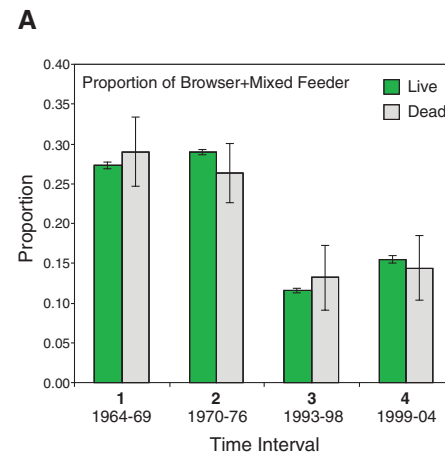 A
Proportion of Browser+Mixed Feeder
Live
Dead
Proportion
0.40
0.35
0.30
0.25
0.20
0.15
0.10
0.05
0.00
1 2 3 4
1964-69 1970-76 1993-98 1999-04
Time Interval